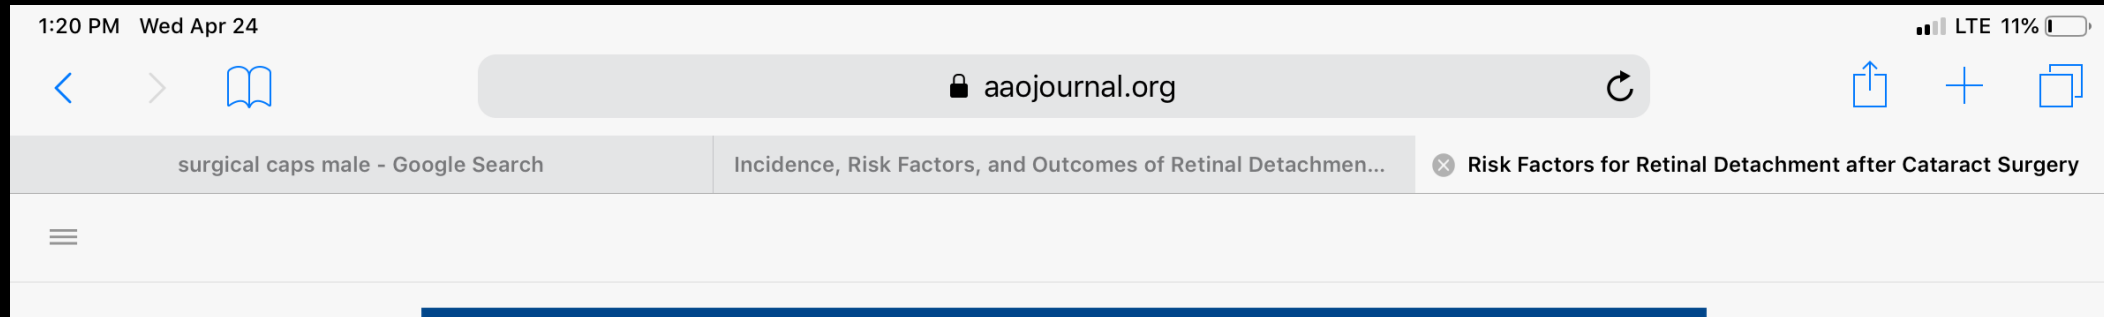 1:20 PM Wed Apr 24 LTE 11%
aaojournal.org
surgical caps male - Google Search Incidence, Risk Factors, and Outcomes of Retinal Detachmen... Risk Factors for Retinal Detachment after Cataract Surgery